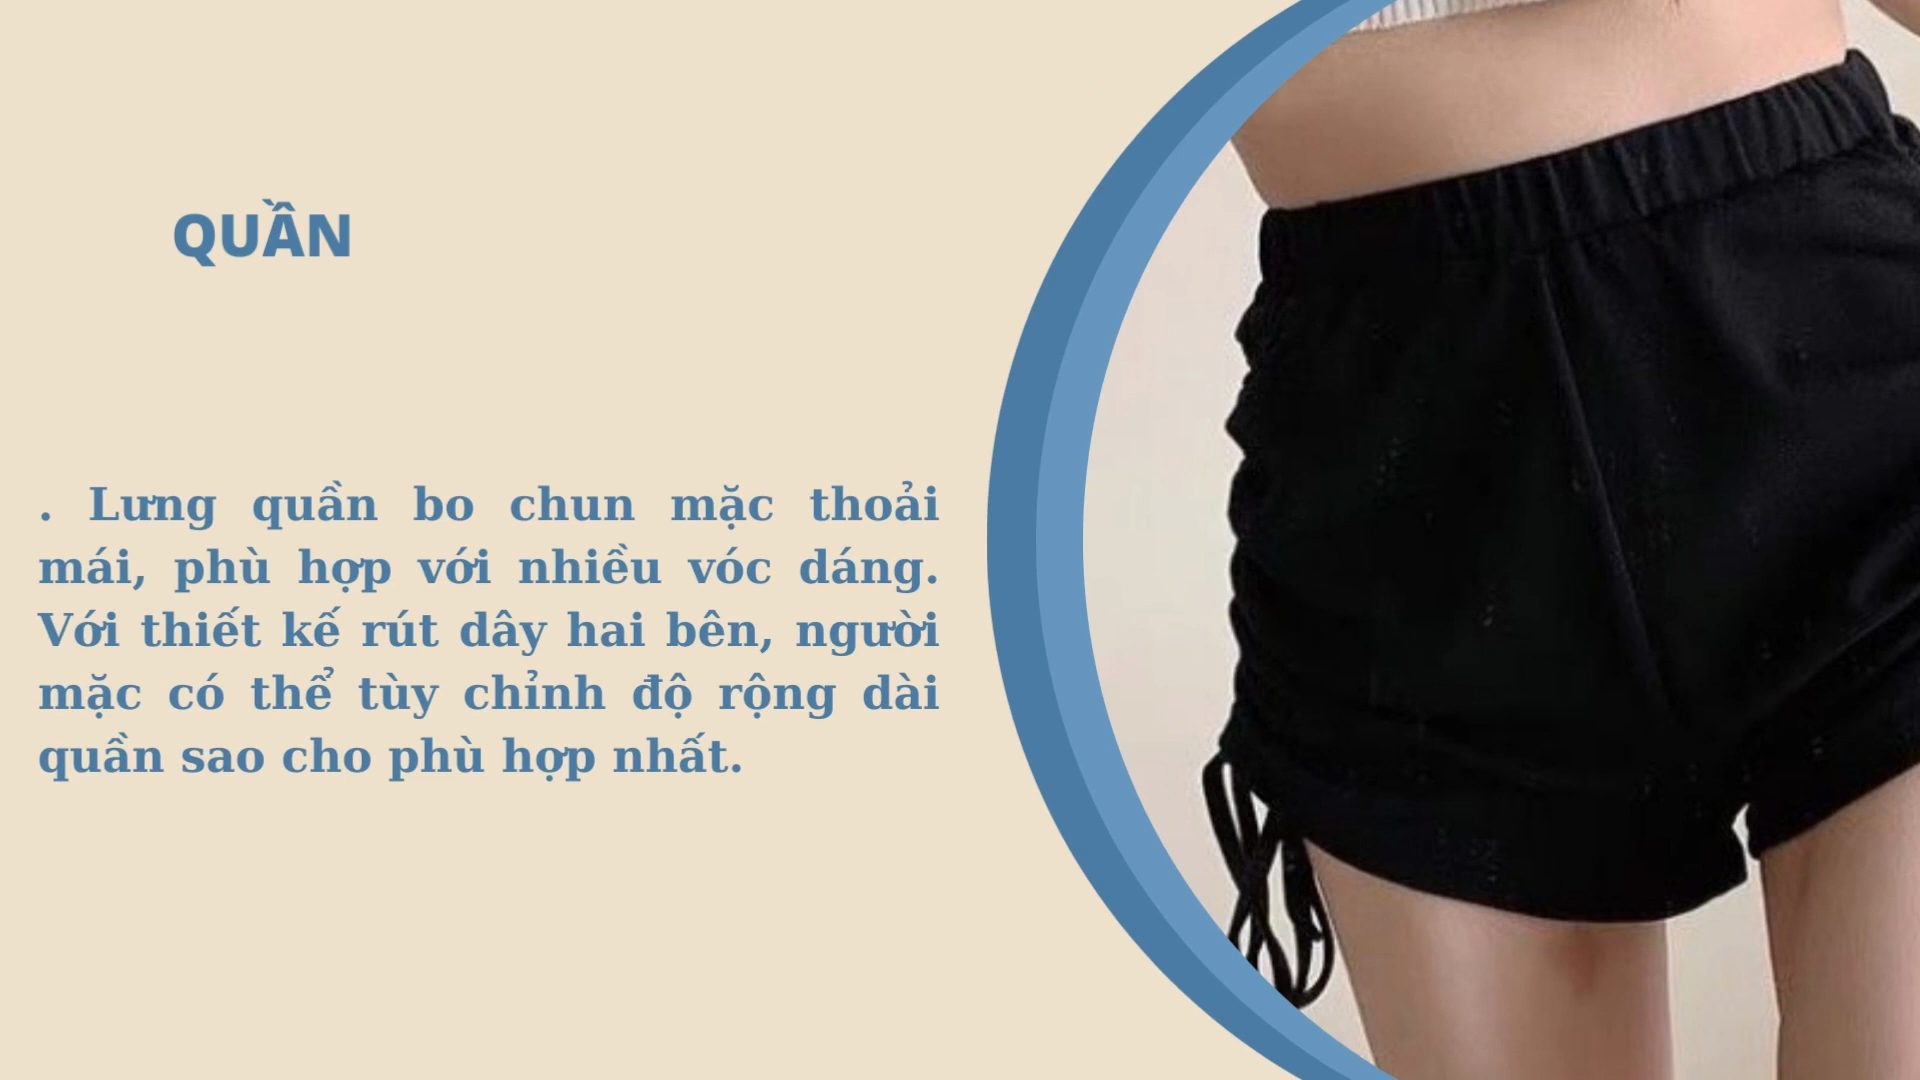 QUẦN
. Lưng quần bo chun mặc thoải
mái, phù hợp với nhiều vóc dáng.
Với thiết kế rút dây hai bên, người
mặc có thể tùy chỉnh độ rộng dài
quần sao cho phù hợp nhất.